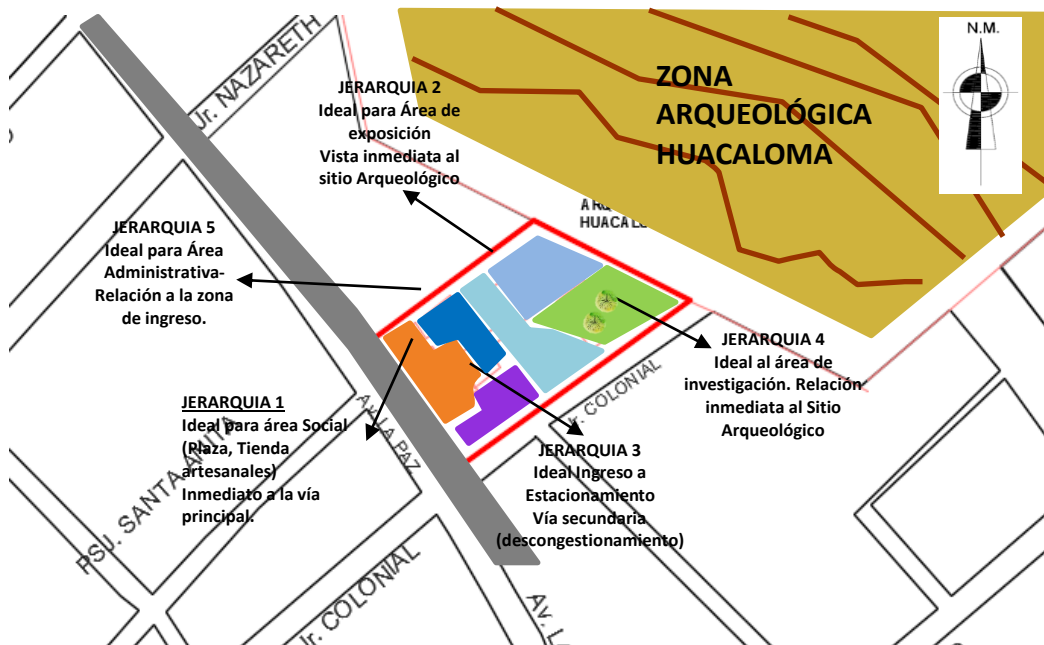 N.M.
ZONA
ARQUEOLÓGICA
HUACALOMA
Jr. NAZARETH
JERARQUIA 2
Ideal para Área de
exposición
Vista inmediata al
sitio Arqueológico
HUACAL
JERARQUIA 5
Ideal para Área
Administrativa-
Relación a la zona
de ingreso.
JERARQUIA 4
Ideal al área de
investigación. Relación
inmediata al Sitio
Arqueológico
Jr. COLONIAL
JERARQUIA 1
Ideal para área Social
(Plaza, Tienda
artesanales)
Inmediato a la vía
principal.
AV. LA PAZ
JERARQUIA 3
Ideal Ingreso a
Estacionamiento
Vía secundaria
(descongestionamiento)
PSJ. SANTA ANITA
Jr. COLONIAL
Av. L